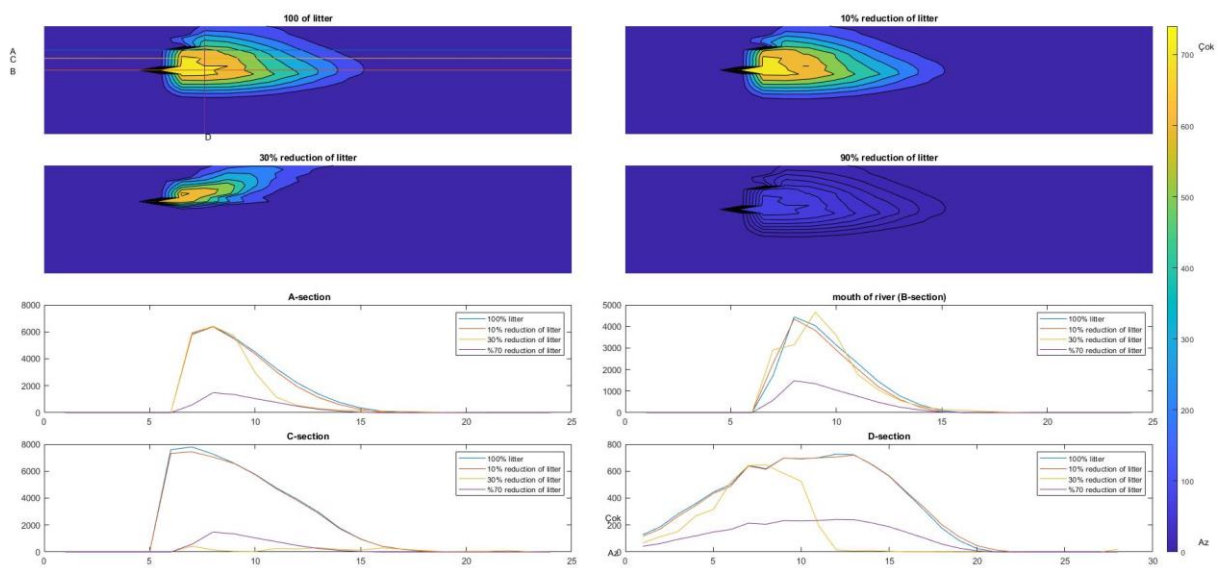 100 of litter
10% reduction of litter
A
C
B
D
30% reduction of litter
90% reduction of litter
Çok
700
600
500
400
300
200
100
0
Az
A-section
8000
6000
4000
2000
0
0 5 10 15 20 25
100% litter
10% reduction of litter
30% reduction of litter
%70 reduction of litter
mouth of river (B-section)
5000
4000
3000
2000
1000
0
0 5 10 15 20 25
100% litter
10% reduction of litter
30% reduction of litter
%70 reduction of litter
C-section
8000
6000
4000
2000
0
0 5 10 15 20 25
100% litter
10% reduction of litter
30% reduction of litter
%70 reduction of litter
D-section
800
600
400
200
0
Çok
Az
0 5 10 15 20 25 30
100% litter
10% reduction of litter
30% reduction of litter
%70 reduction of litter